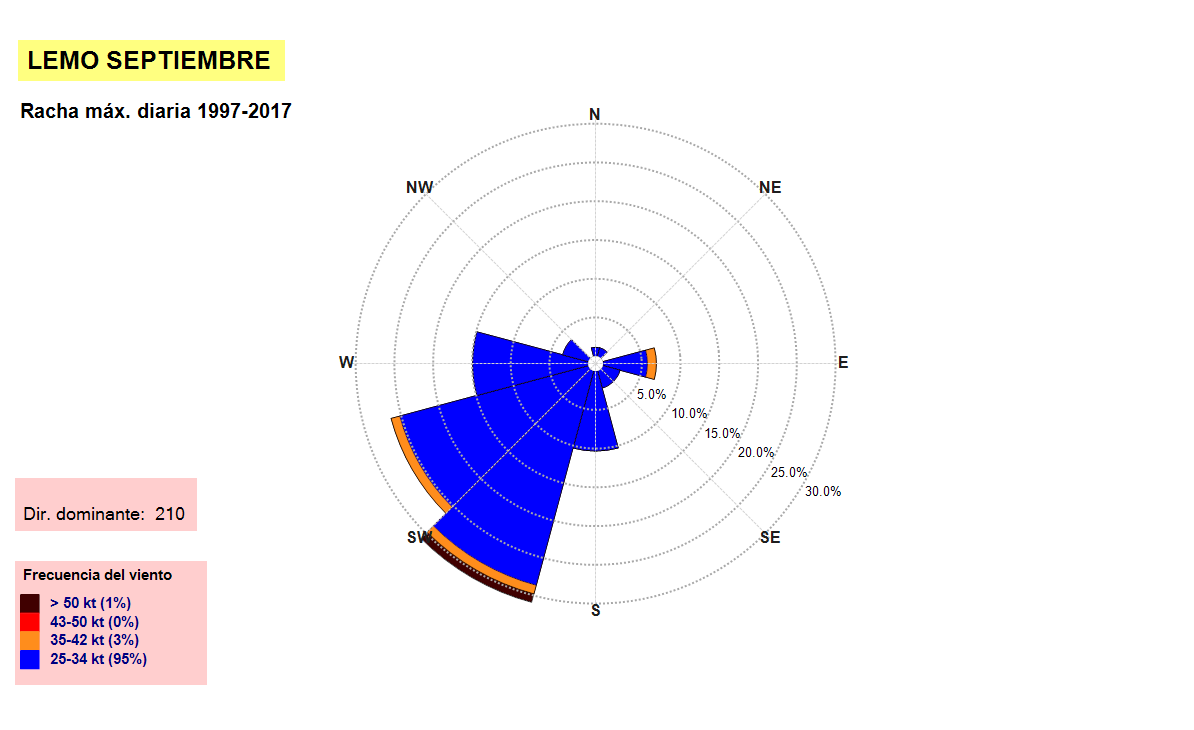 LEMO SEPTIEMBRE
Racha máx. diaria 1997-2017
N
NW
NE
W
E
5.0%
10.0%
15.0%
20.0%
25.0%
30.0%
SW
SE
S
Dir. dominante: 210
Frecuencia del viento
> 50 kt (1%)
43-50 kt (0%)
35-42 kt (3%)
25-34 kt (95%)